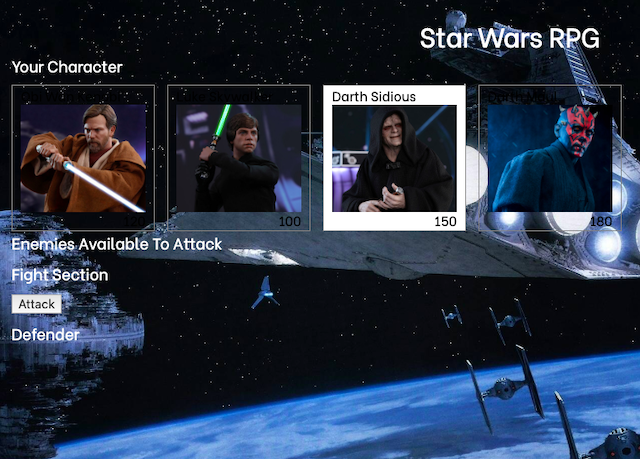 Star Wars RPG
Your Character
Darth Sidious
100
150
180
Enemies Available To Attack
Fight Section
Attack
Defender